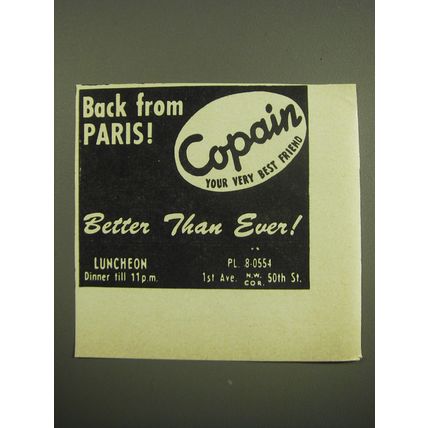 Back from
PARIS!
Copain
YOUR VERY BEST FRIEND
Better Than Ever!
LUNCHEON
Dinner till 11 p.m.
PL. 8-0554
1st Ave. N.W. COR. 50th St.